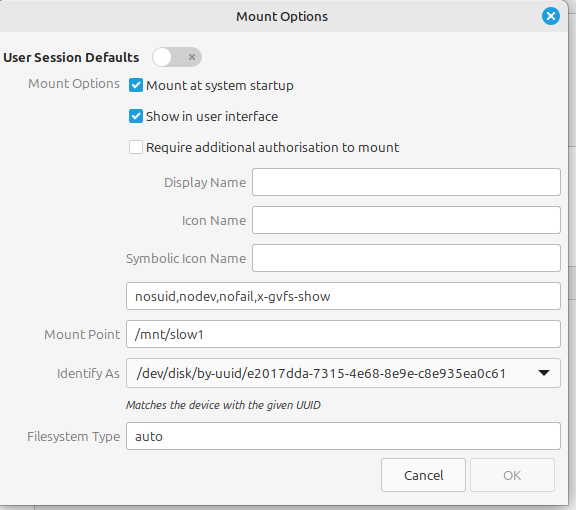 Mount Options
User Session Defaults
Mount Options Mount at system startup
Show in user interface
Require additional authorisation to mount
Display Name
Icon Name
Symbolic Icon Name
nosuid,nodev,nofail,x-gvfs-show
Mount Point /mnt/slow1
Identify As /dev/disk/by-uuid/e2017dda-7315-4e68-8e9e-c8e935ea0c61
Matches the device with the given UUID
Filesystem Type auto
Cancel OK